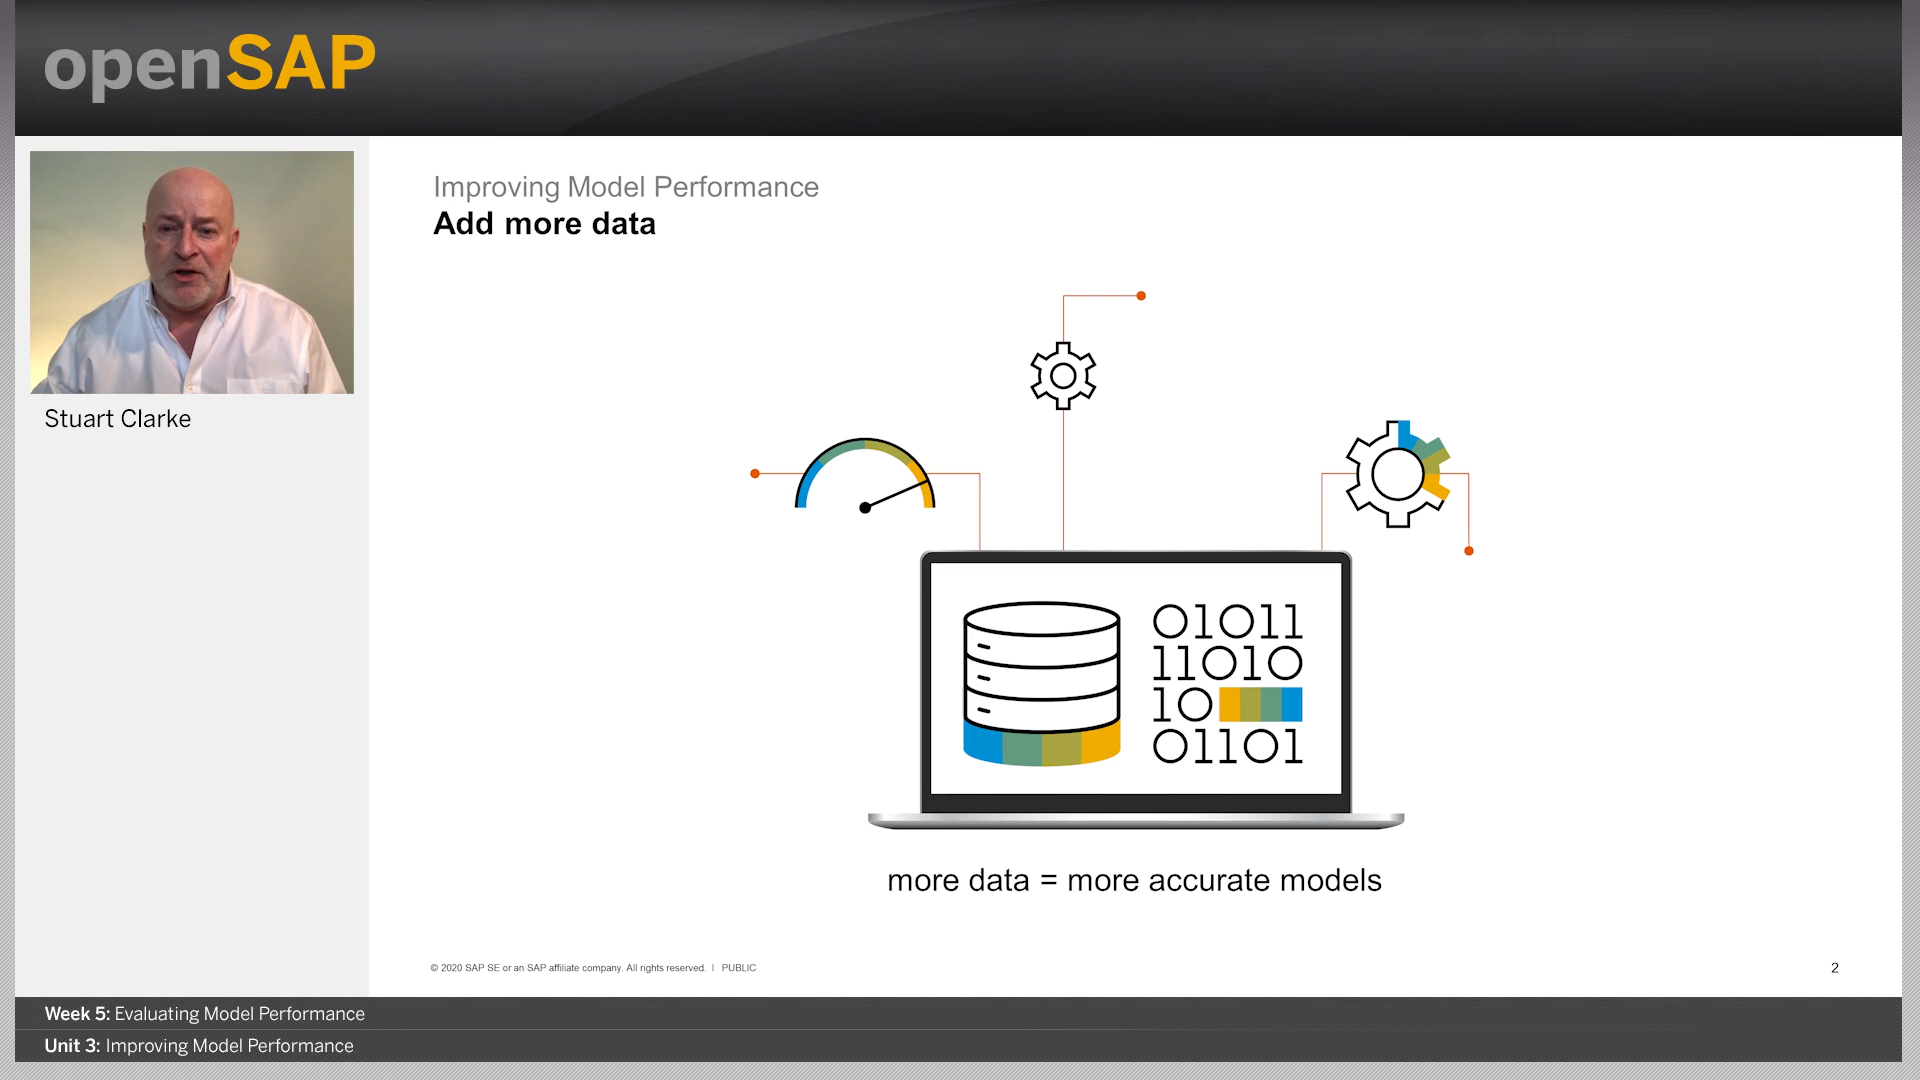 openSAP
Stuart Clarke
Improving Model Performance
Add more data
01011
11010
10
01101
more data = more accurate models
© 2020 SAP SE or an SAP affiliate company. All rights reserved. | PUBLIC
2
Week 5: Evaluating Model Performance
Unit 3: Improving Model Performance